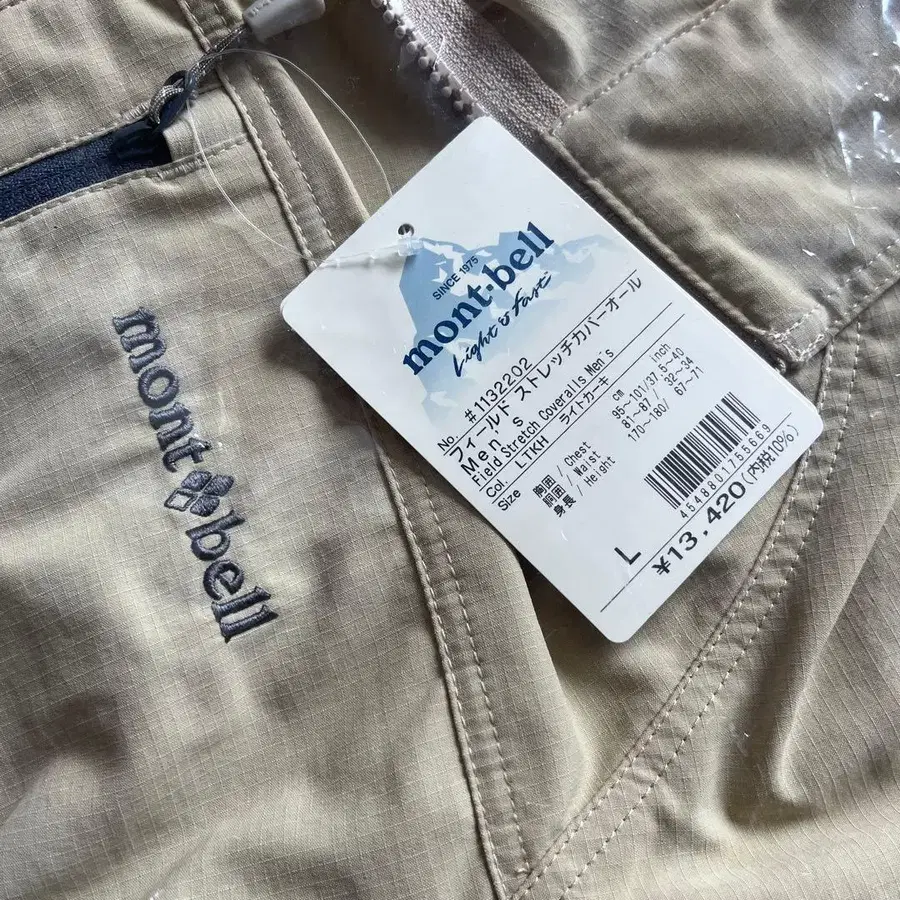 mont-bell
SINCE 1975
mont-bell
Light & Fast
No. #1132202
フィールド ストレッチカバーオール
Men's
Field Stretch Coveralls Men's
Col. LTKH ライトカーキ
Size cm inch
胸囲 / Chest 95〜101/37.5〜40
胴囲 / Waist 81〜87 / 32〜34
身長 / Height 170〜180/ 67〜71
L
4548801755669
¥13,420(内税10%)